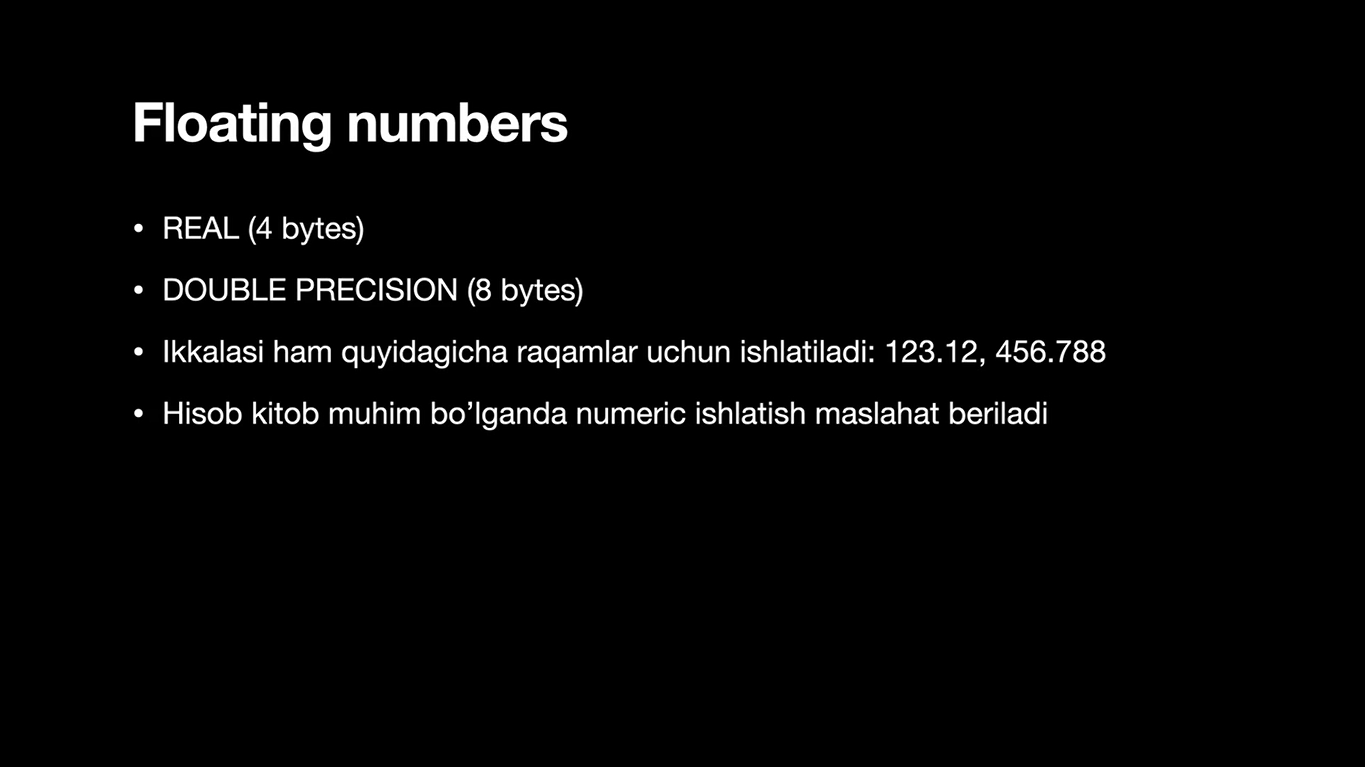 Floating numbers
• REAL (4 bytes)
• DOUBLE PRECISION (8 bytes)
• Ikkalasi ham quyidagicha raqamlar uchun ishlatiladi: 123.12, 456.788
• Hisob kitob muhim bo’lganda numeric ishlatish maslahat beriladi